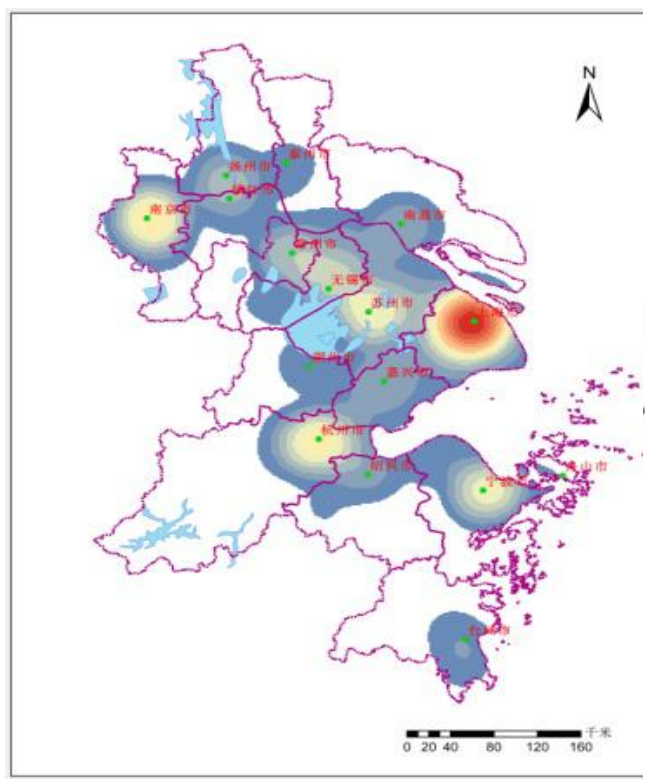 N
泰州市
扬州市
镇江市
南京市
南通市
常州市
无锡市
苏州市
上海市
湖州市
嘉兴市
杭州市
绍兴市
舟山市
宁波市
台州市
千米
0 20 40 80 120 160